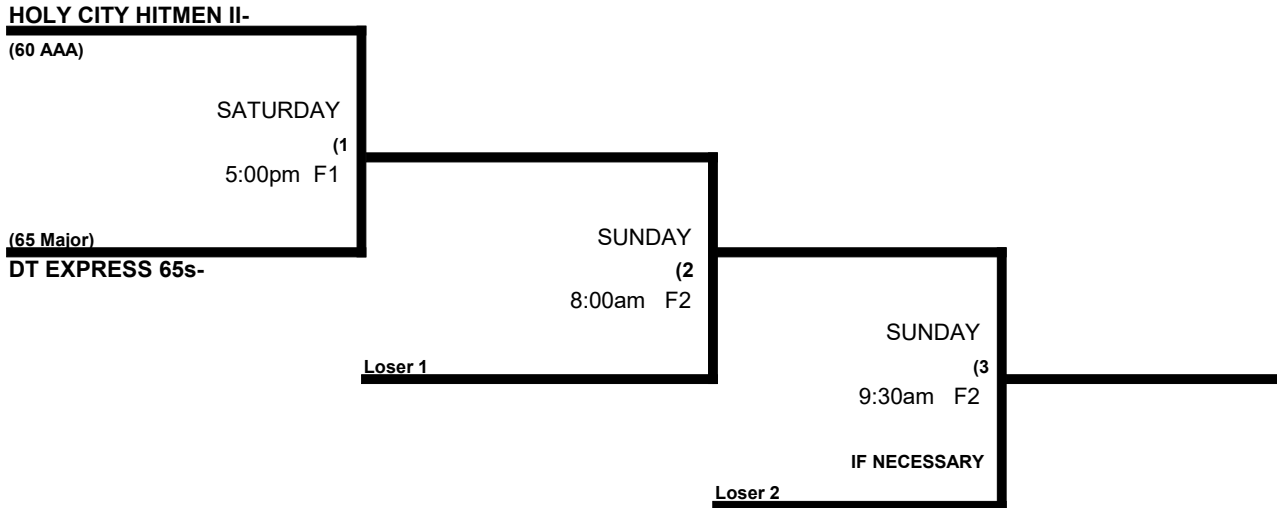 HOLY CITY HITMEN II-
(60 AAA)
SATURDAY
(1
5:00pm F1
(65 Major)
DT EXPRESS 65s-
SUNDAY
(2
8:00am F2
Loser 1
SUNDAY
(3
9:30am F2
IF NECESSARY
Loser 2